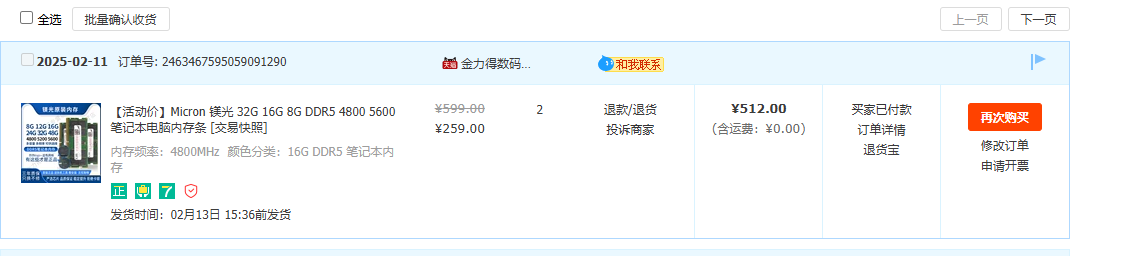 全选 批量确认收货 上一页 下一页
2025-02-11 订单号: 2463467595059091290 天猫 金力得数码... 和我联系
镁光原装内存
8G 12G 16G
24G 32G 48G
4800 5200 5600
【活动价】Micron 镁光 32G 16G 8G DDR5 4800 5600
笔记本电脑内存条 [交易快照]
内存频率：4800MHz 颜色分类：16G DDR5 笔记本内
存
正 7
发货时间：02月13日 15:36前发货
¥599.00
¥259.00
2
退款/退货
投诉商家
¥512.00
(含运费：¥0.00)
买家已付款
订单详情
退货宝
再次购买
修改订单
申请开票